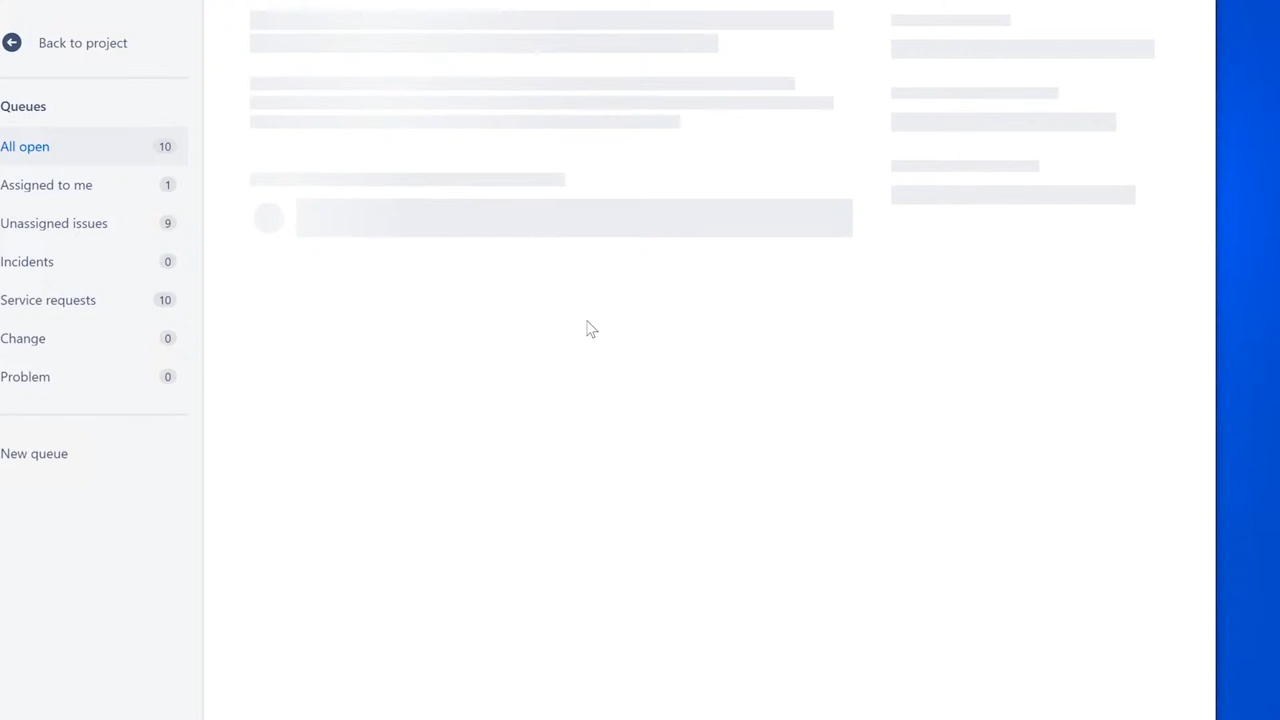 Back to project
Queues
All open 10
Assigned to me 1
Unassigned issues 9
Incidents 0
Service requests 10
Change 0
Problem 0
New queue